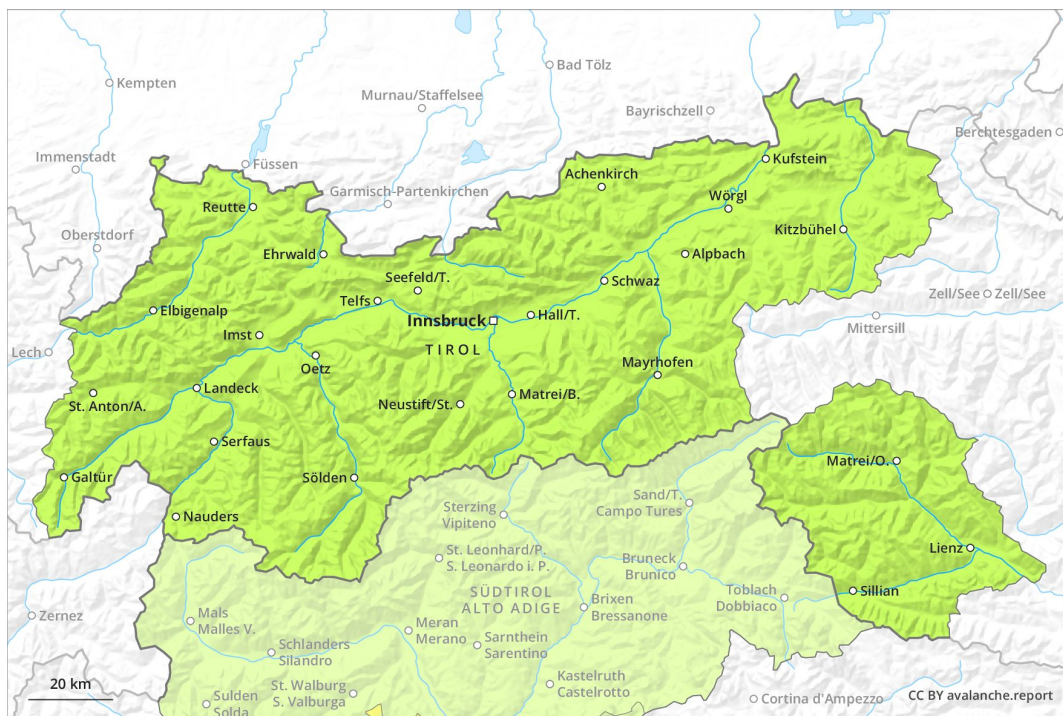 Kempten
Bad Tölz
Murnau/Staffelsee
Bayrischzell
Berchtesgaden
Immenstadt
Füssen
Kufstein
Achenkirch
Garmisch-Partenkirchen
Wörgl
Reutte
Oberstdorf
Kitzbühel
Ehrwald
Alpbach
Seefeld/T.
Schwaz
Zell/See
Zell/See
Telfs
Elbigenalp
Hall/T.
Innsbruck
Mittersill
Imst
TIROL
Lech
Oetz
Mayrhofen
Landeck
Matrei/B.
St. Anton/A.
Neustift/St.
Serfaus
Matrei/O.
Galtür
Sölden
Sand/T.
Campo Tures
Sterzing
Vipiteno
Nauders
Lienz
St. Leonhard/P.
S. Leonardo i. P.
Bruneck
Brunico
SÜDTIROL
ALTO ADIGE
Toblach
Dobbiaco
Sillian
Brixen
Bressanone
Zernez
Mals
Malles V.
Meran
Merano
Sarnthein
Sarentino
Schlanders
Silandro
Kastelruth
Castelrotto
20 km
St. Walburg
S. Valburga
Sulden
Solda
Cortina d'Ampezzo
CC BY avalanche.report